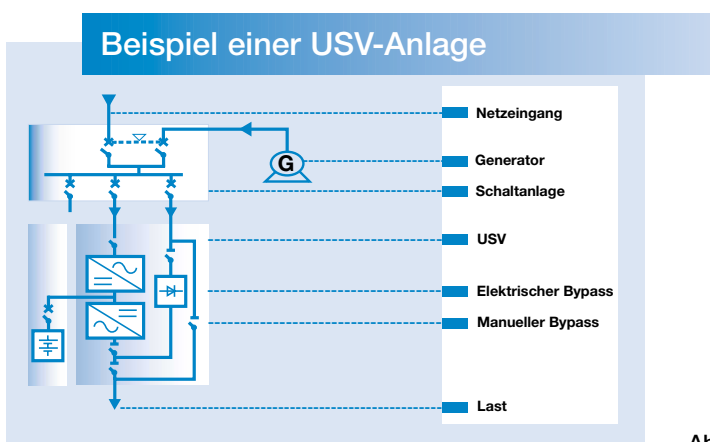 Beispiel einer USV-Anlage
Netzeingang
G
Generator
Schaltanlage
USV
Elektrischer Bypass
Manueller Bypass
Last